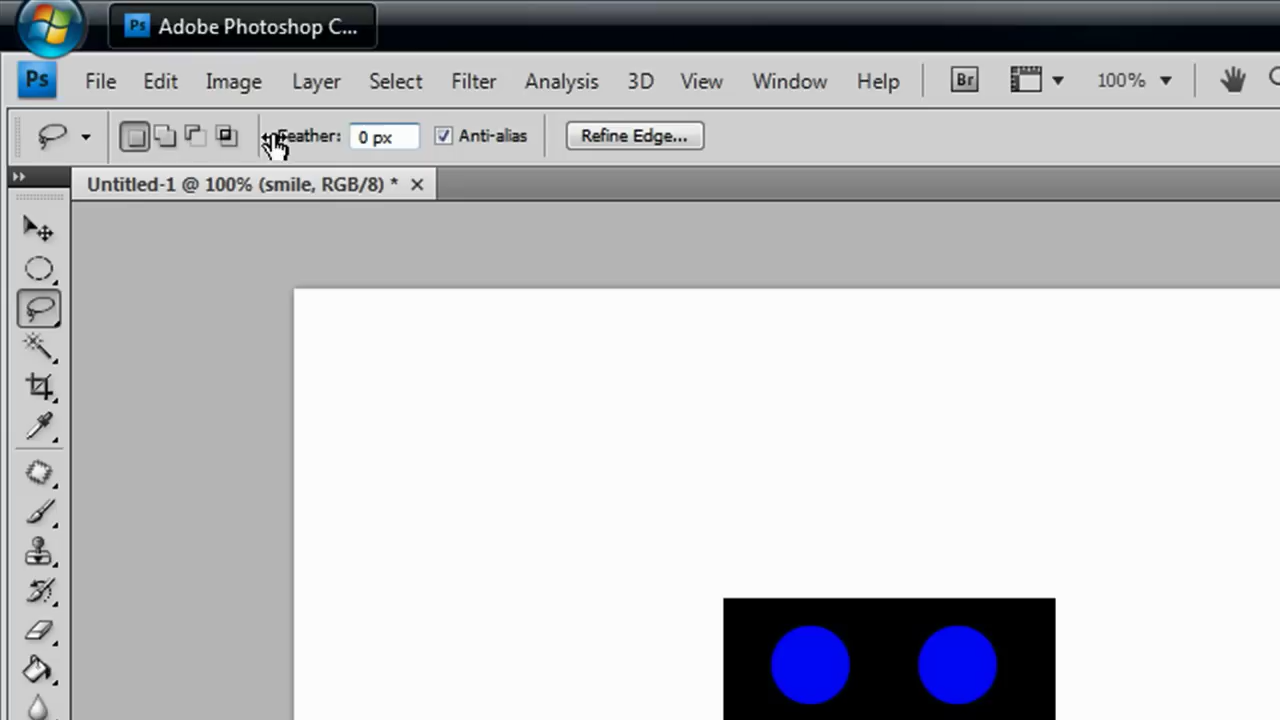 Ps Adobe Photoshop C...
Ps File Edit Image Layer Select Filter Analysis 3D View Window Help Br 100%
Feather: 0 px Anti-alias Refine Edge...
Untitled-1 @ 100% (smile, RGB/8) *